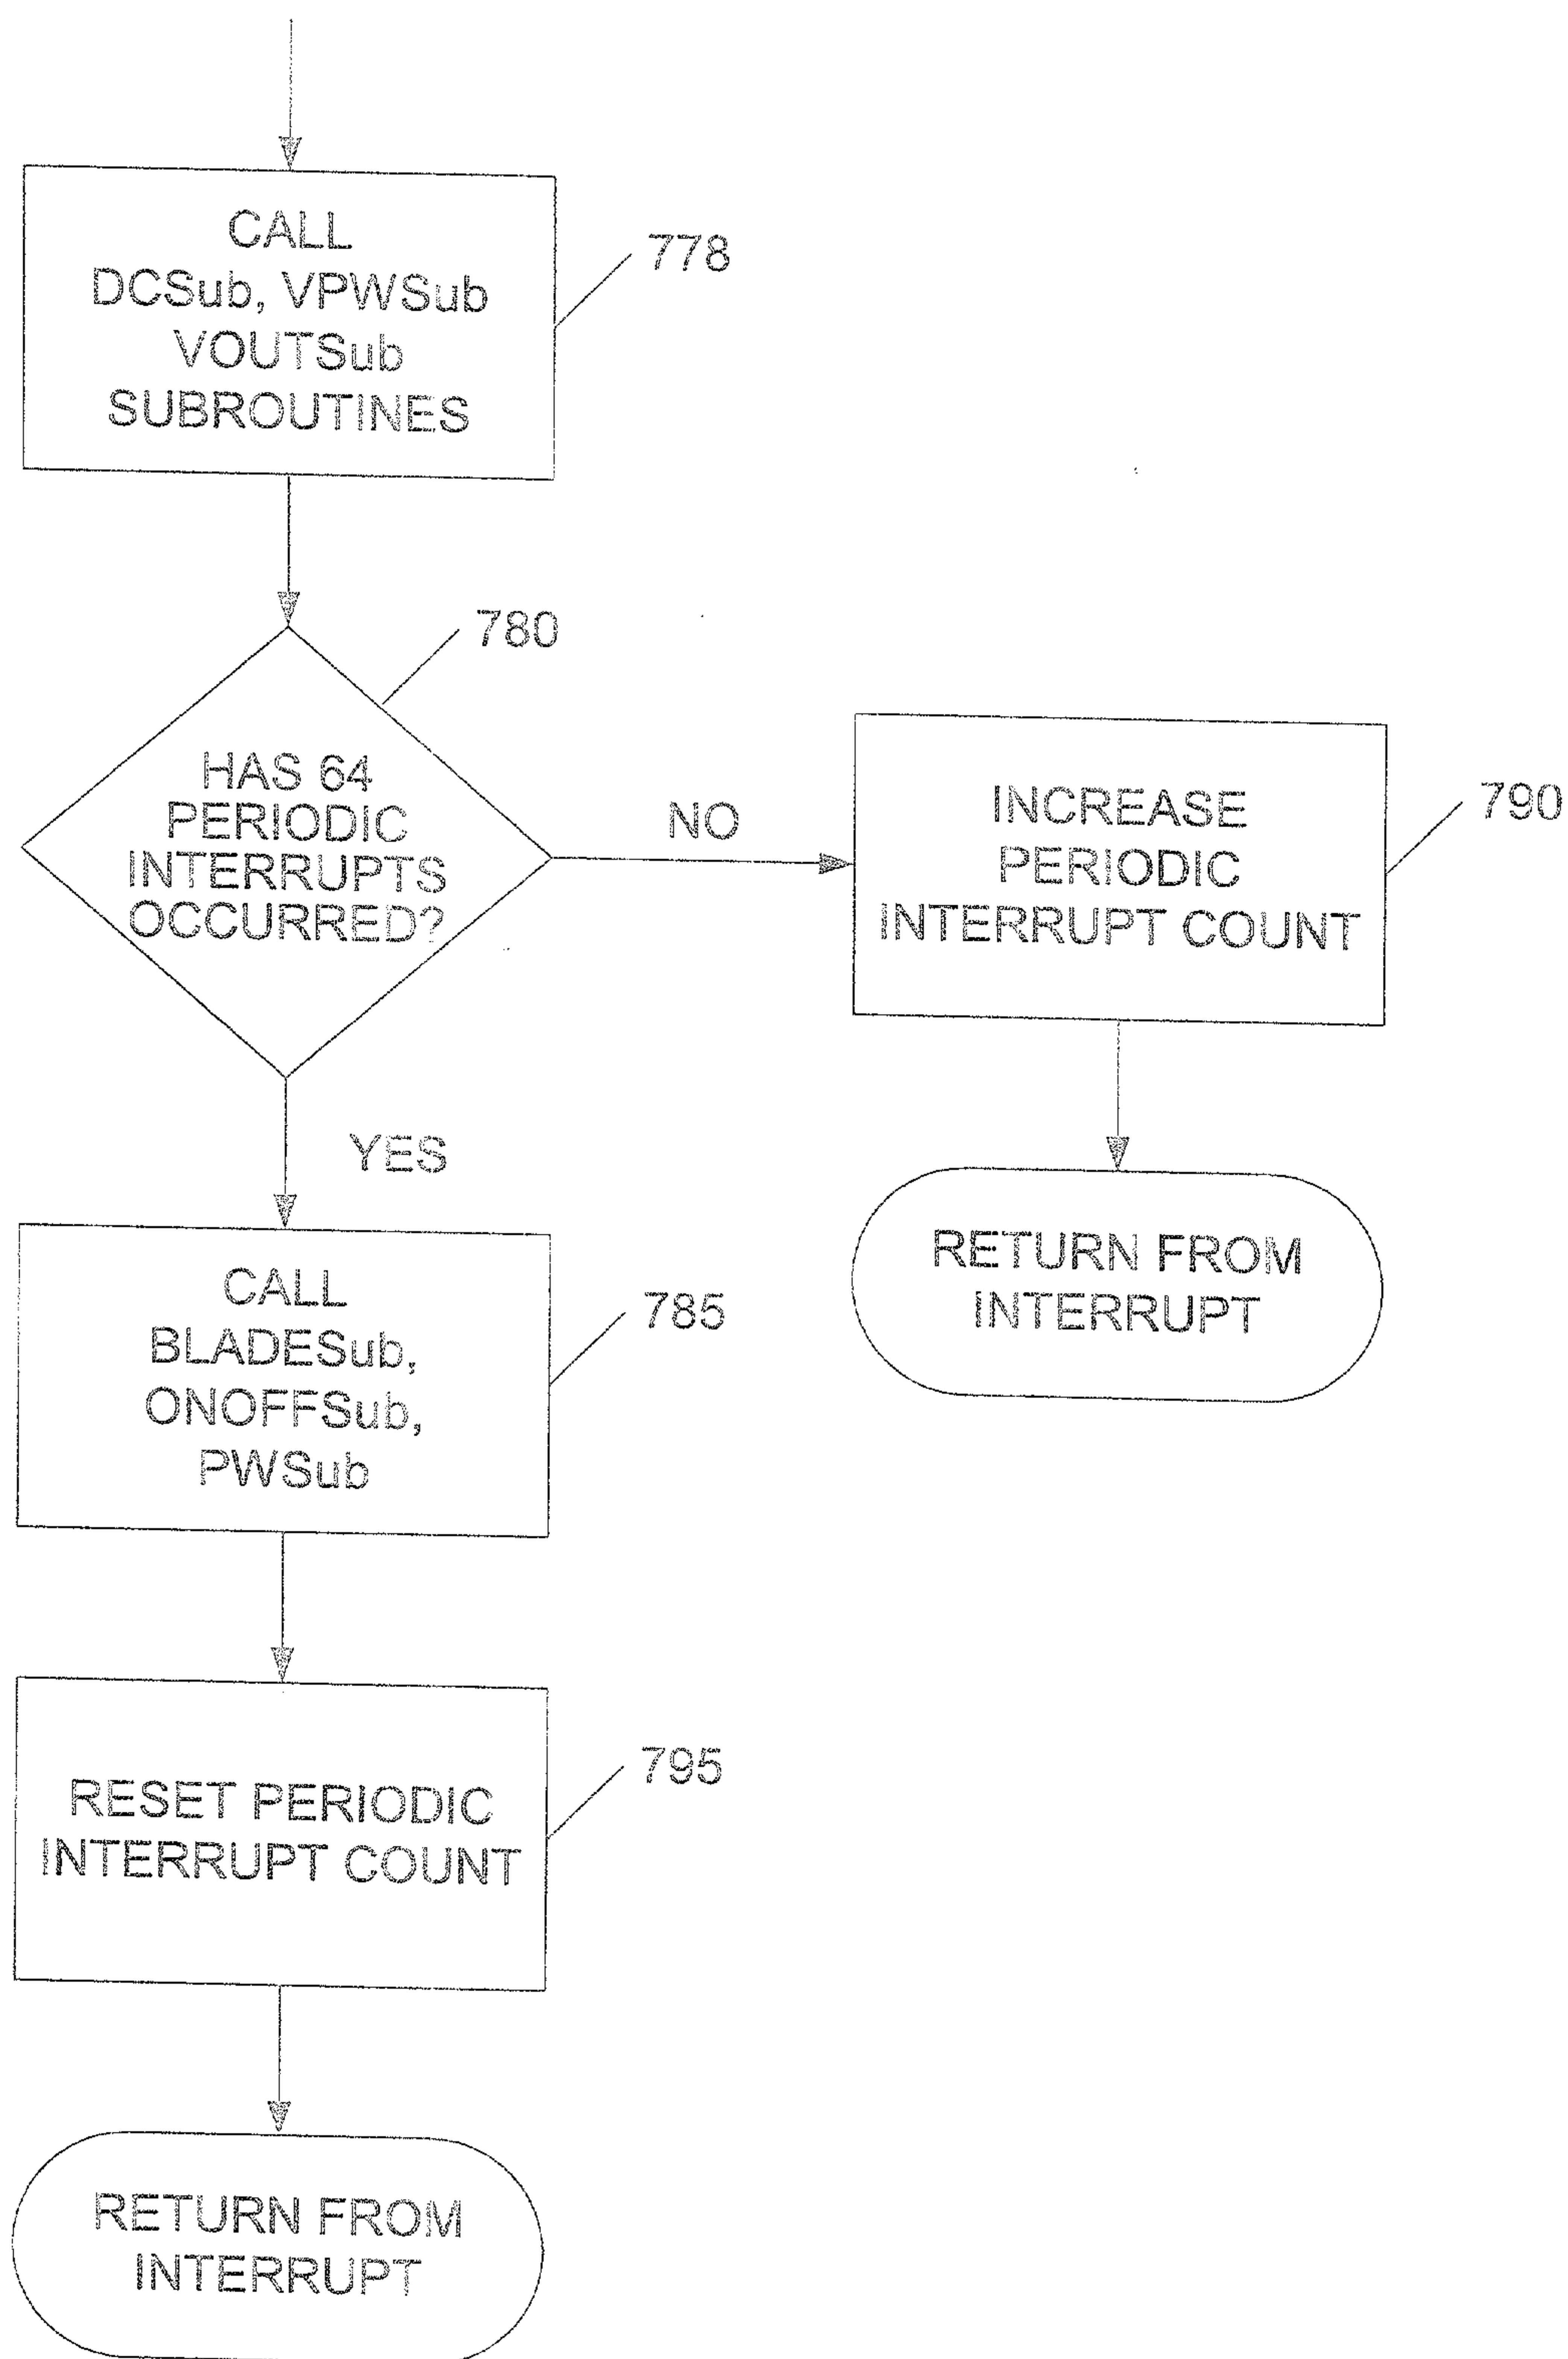 CALL
DCSub, VPWSub
VOUTSub
SUBROUTINES
778
780
HAS 64
PERIODIC
INTERRUPTS
OCCURRED?
NO
INCREASE
PERIODIC
INTERRUPT COUNT
790
YES
RETURN FROM
INTERRUPT
CALL
BLADESub,
ONOFFSub,
PWSub
785
RESET PERIODIC
INTERRUPT COUNT
795
RETURN FROM
INTERRUPT